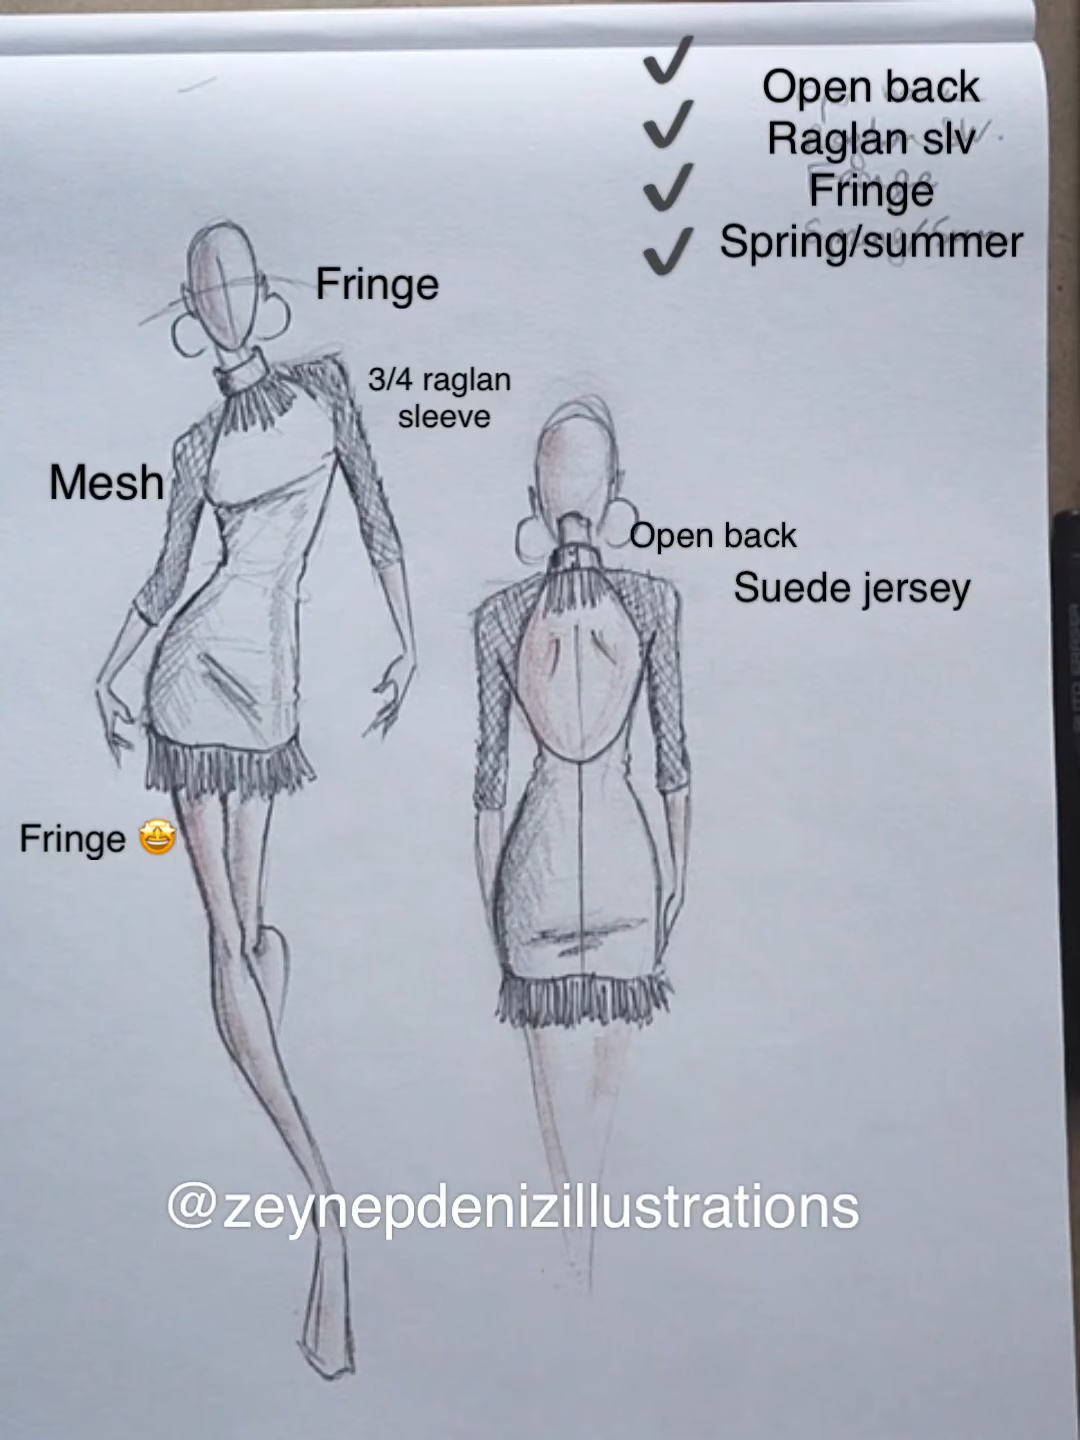 ✔ Open back
✔ Raglan slv
✔ Fringe
✔ Spring/summer
Fringe
3/4 raglan
sleeve
Mesh
Open back
Suede jersey
Fringe 🤩
@zeynepdenizillustrations